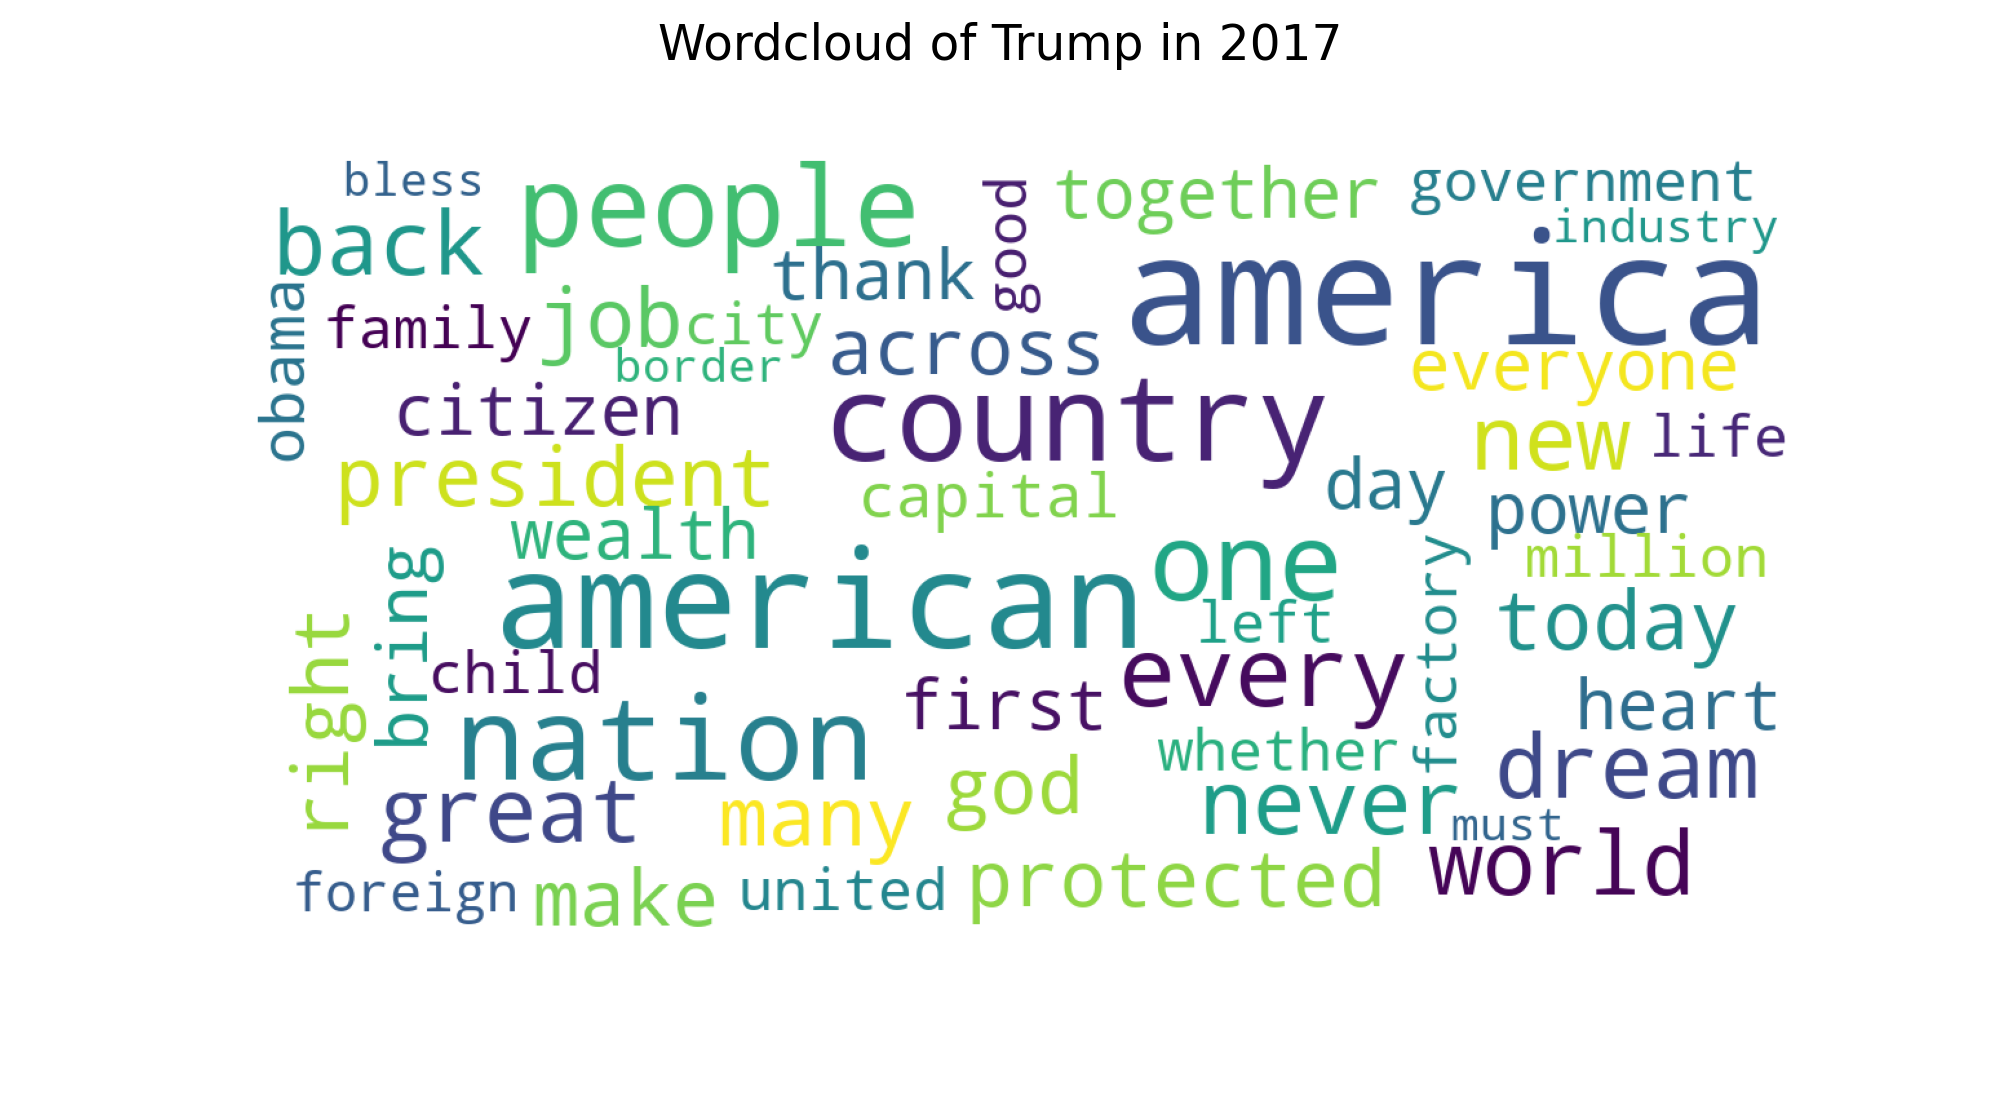 Wordcloud of Trump in 2017
bless
people
good
together
government
back
industry
thank
america
obama
family
job
city
across
border
everyone
citizen
country
new
life
president
capital
day
power
wealth
million
bring
american
one
left
factory
today
right
child
first
every
heart
nation
whether
dream
great
many
god
never
must
world
foreign
make
united
protected